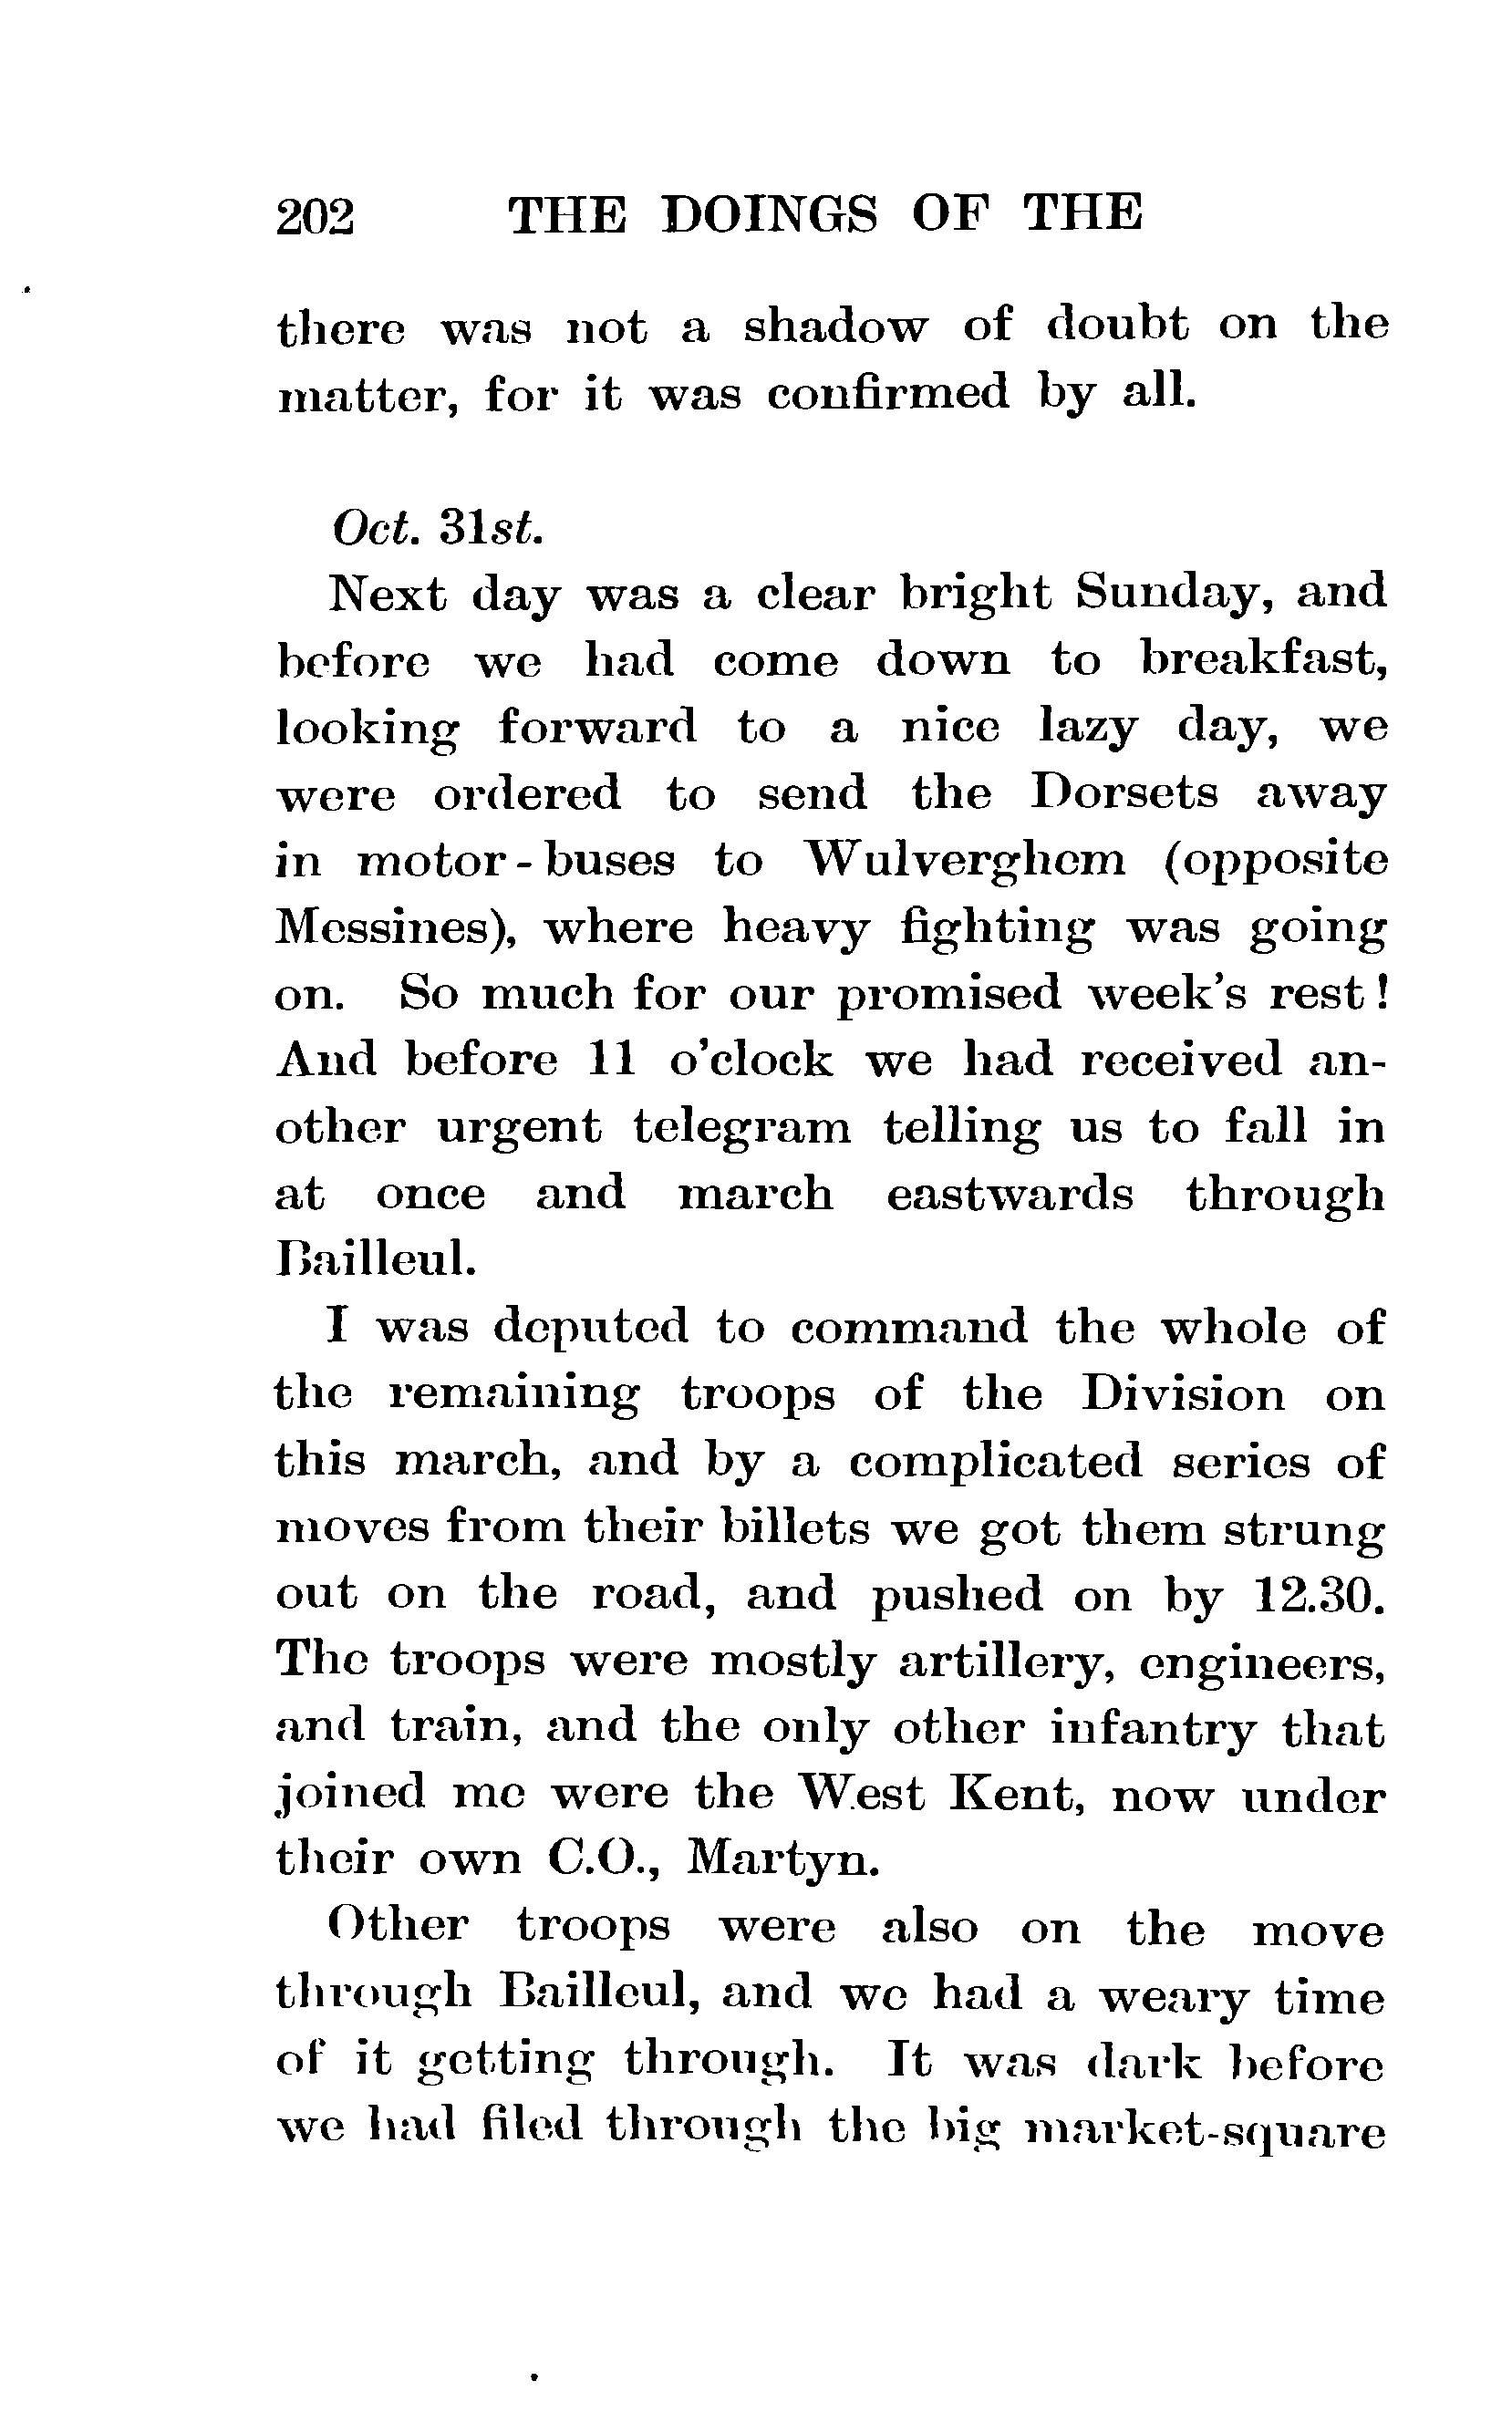 202 THE DOINGS OF THE
there was not a shadow of doubt on the
matter, for it was confirmed by all.
Oct. 31st.
Next day was a clear bright Sunday, and
before we had come down to breakfast,
looking forward to a nice lazy day, we
were ordered to send the Dorsets away
in motor-buses to Wulverghem (opposite
Messines), where heavy fighting was going
on. So much for our promised week's rest!
And before 11 o'clock we had received an-
other urgent telegram telling us to fall in
at once and march eastwards through
Bailleul.
I was deputed to command the whole of
the remaining troops of the Division on
this march, and by a complicated series of
moves from their billets we got them strung
out on the road, and pushed on by 12.30.
The troops were mostly artillery, engineers,
and train, and the only other infantry that
joined me were the West Kent, now under
their own C.O., Martyn.
Other troops were also on the move
through Bailleul, and we had a weary time
of it getting through. It was dark before
we had filed through the big market-square